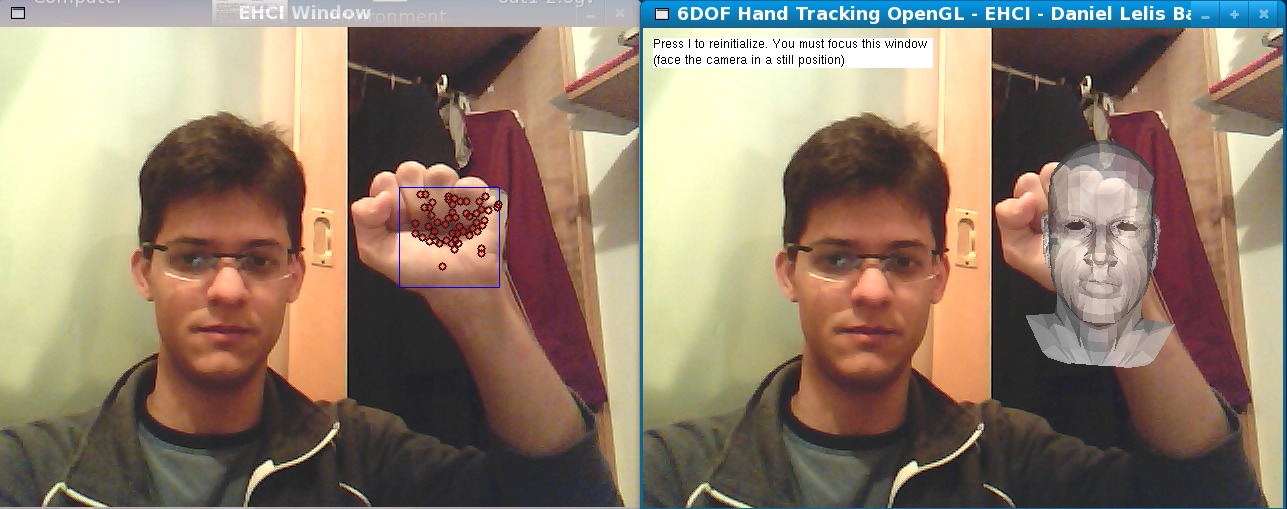 Computer
EHCI Window
6DOF Hand Tracking OpenGL - EHCI - Daniel Lelis Ba
Press I to reinitialize. You must focus this window
(face the camera in a still position)